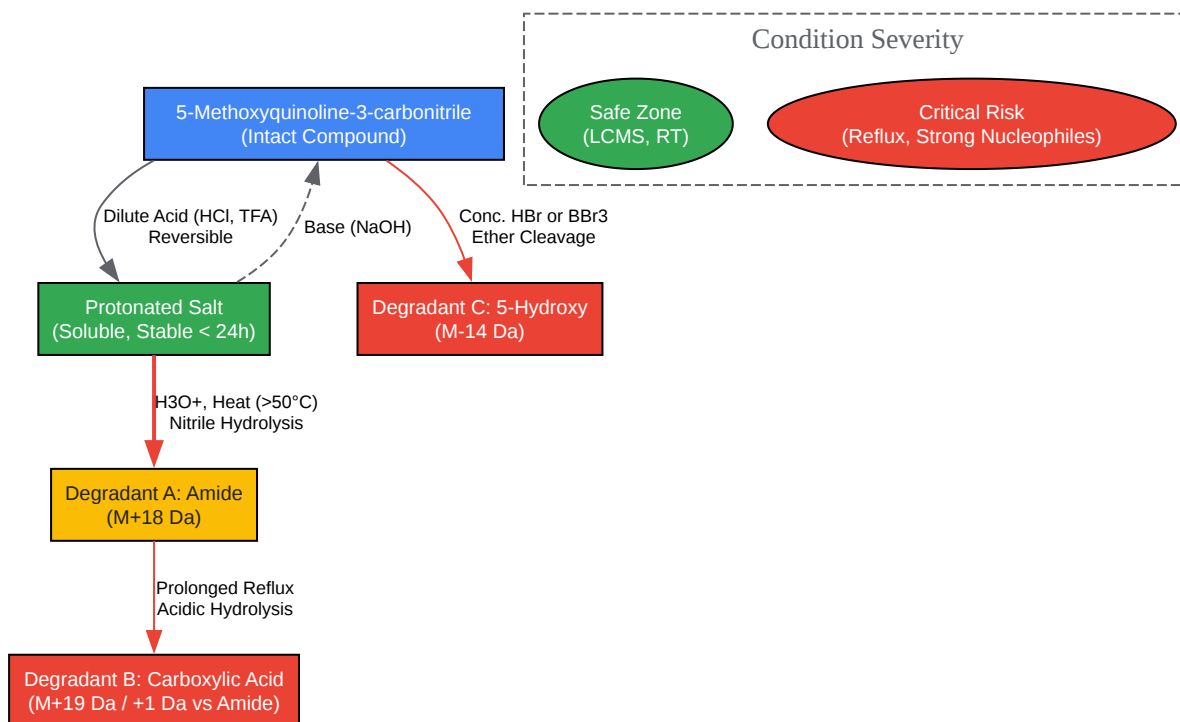 Condition Severity
Safe Zone
(LCMS, RT)
Critical Risk
(Reflux, Strong Nucleophiles)
5-Methoxyquinoline-3-carbonitrile
(Intact Compound)
Dilute Acid (HCl, TFA)
Reversible
Base (NaOH)
Conc. HBr or BBr3
Ether Cleavage
Protonated Salt
(Soluble, Stable < 24h)
Degradant C: 5-Hydroxy
(M-14 Da)
H3O+, Heat (>50°C)
Nitrile Hydrolysis
Degradant A: Amide
(M+18 Da)
Prolonged Reflux
Acidic Hydrolysis
Degradant B: Carboxylic Acid
(M+19 Da / +1 Da vs Amide)